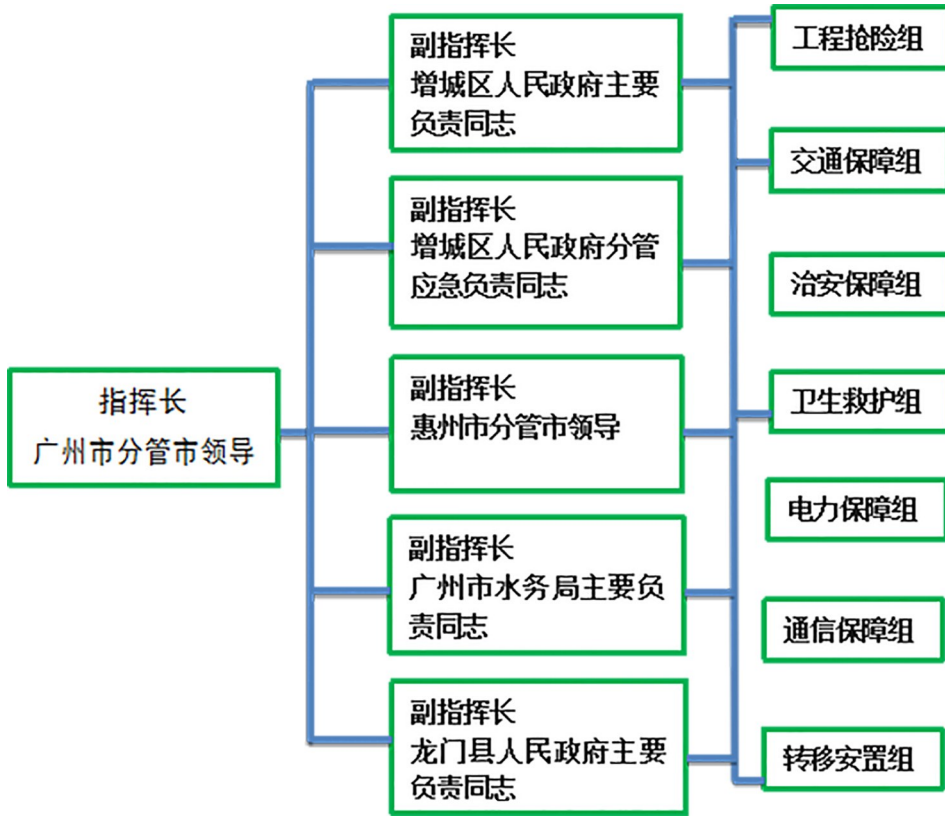 指挥长
广州市分管市领导
副指挥长
增城区人民政府主要
负责同志
副指挥长
增城区人民政府分管
应急负责同志
副指挥长
惠州市分管市领导
副指挥长
广州市水务局主要负
责同志
副指挥长
龙门县人民政府主要
负责同志
工程抢险组
交通保障组
治安保障组
卫生救护组
电力保障组
通信保障组
转移安置组